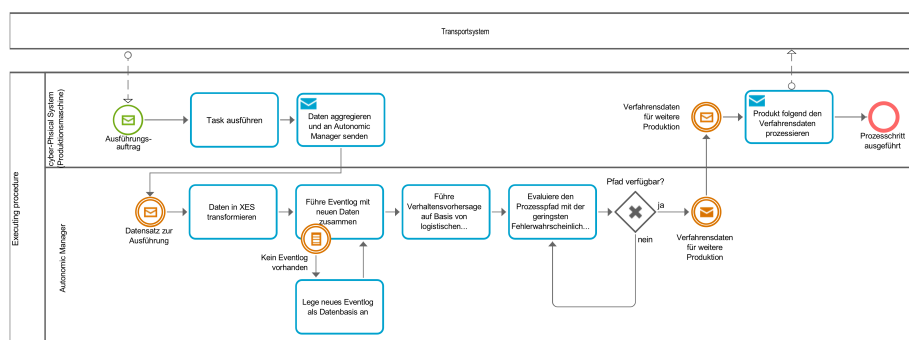 Transportsystem
Executing procedure
cyber-Phsical System
(Produktionsmaschine)
Ausführungs-
auftrag
Task ausführen
Daten aggregieren
und an Autonomic
Manager senden
Verfahrensdaten
für weitere
Produktion
Produkt folgend den
Verfahrensdaten
prozessieren
Prozesschritt
ausgeführt
Autonomic Manager
Datensatz zur
Ausführung
Daten in XES
transformieren
Führe Eventlog mit
neuen Daten
zusammen
Kein Eventlog
vorhanden
Lege neues Eventlog
als Datenbasis an
Führe
Verhaltensvorhersage
auf Basis von
logistischen...
Evaluiere den
Prozesspfad mit der
geringsten
Fehlerwahrscheinlich...
Pfad verfügbar?
ja
nein
Verfahrensdaten
für weitere
Produktion